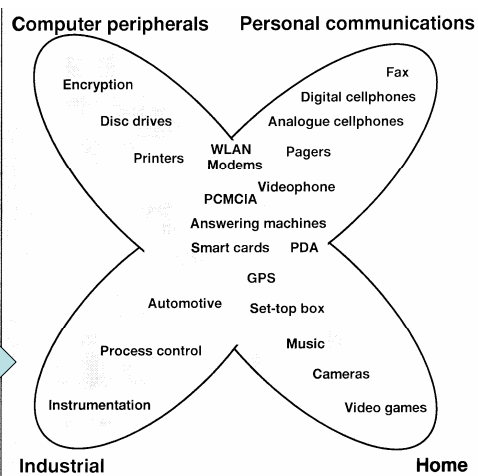 Computer peripherals Personal communications
Fax
Encryption
Digital cellphones
Disc drives Analogue cellphones
WLAN
Printers Pagers
Modems
Videophone
PCMCIA
Answering machines
Smart cards PDA
GPS
Automotive Set-top box
Music
Process control
Cameras
Instrumentation Video games
Industrial Home